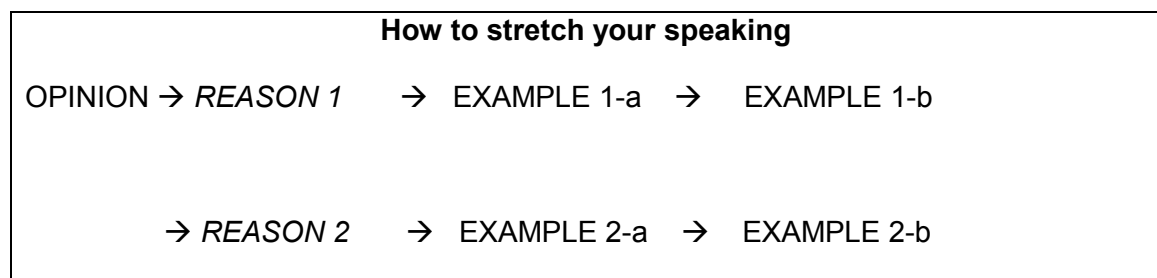 How to stretch your speaking
OPINION → REASON 1 → EXAMPLE 1-a → EXAMPLE 1-b
→ REASON 2 → EXAMPLE 2-a → EXAMPLE 2-b